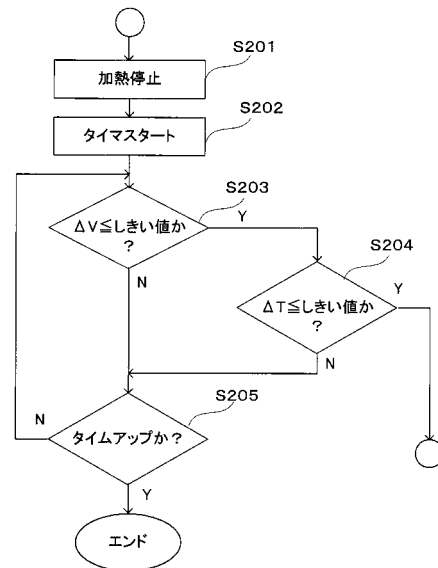 S201
加熱停止
S202
タイマスタート
S203
ΔV≦しきい値か
?
Y
N
S204
ΔT≦しきい値か
?
Y
N
S205
タイムアップか?
N
Y
エンド